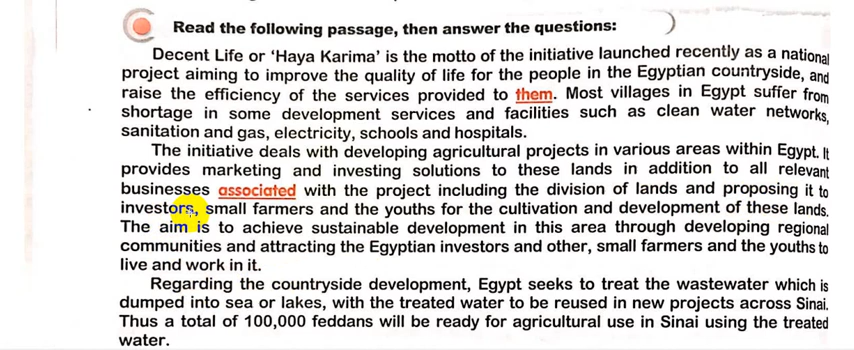 Read the following passage, then answer the questions:
Decent Life or ‘Haya Karima’ is the motto of the initiative launched recently as a national
project aiming to improve the quality of life for the people in the Egyptian countryside, and
raise the efficiency of the services provided to them. Most villages in Egypt suffer from
shortage in some development services and facilities such as clean water networks,
sanitation and gas, electricity, schools and hospitals.
The initiative deals with developing agricultural projects in various areas within Egypt. It
provides marketing and investing solutions to these lands in addition to all relevant
businesses associated with the project including the division of lands and proposing it to
investors, small farmers and the youths for the cultivation and development of these lands.
The aim is to achieve sustainable development in this area through developing regional
communities and attracting the Egyptian investors and other, small farmers and the youths to
live and work in it.
Regarding the countryside development, Egypt seeks to treat the wastewater which is
dumped into sea or lakes, with the treated water to be reused in new projects across Sinai.
Thus a total of 100,000 feddans will be ready for agricultural use in Sinai using the treated
water.